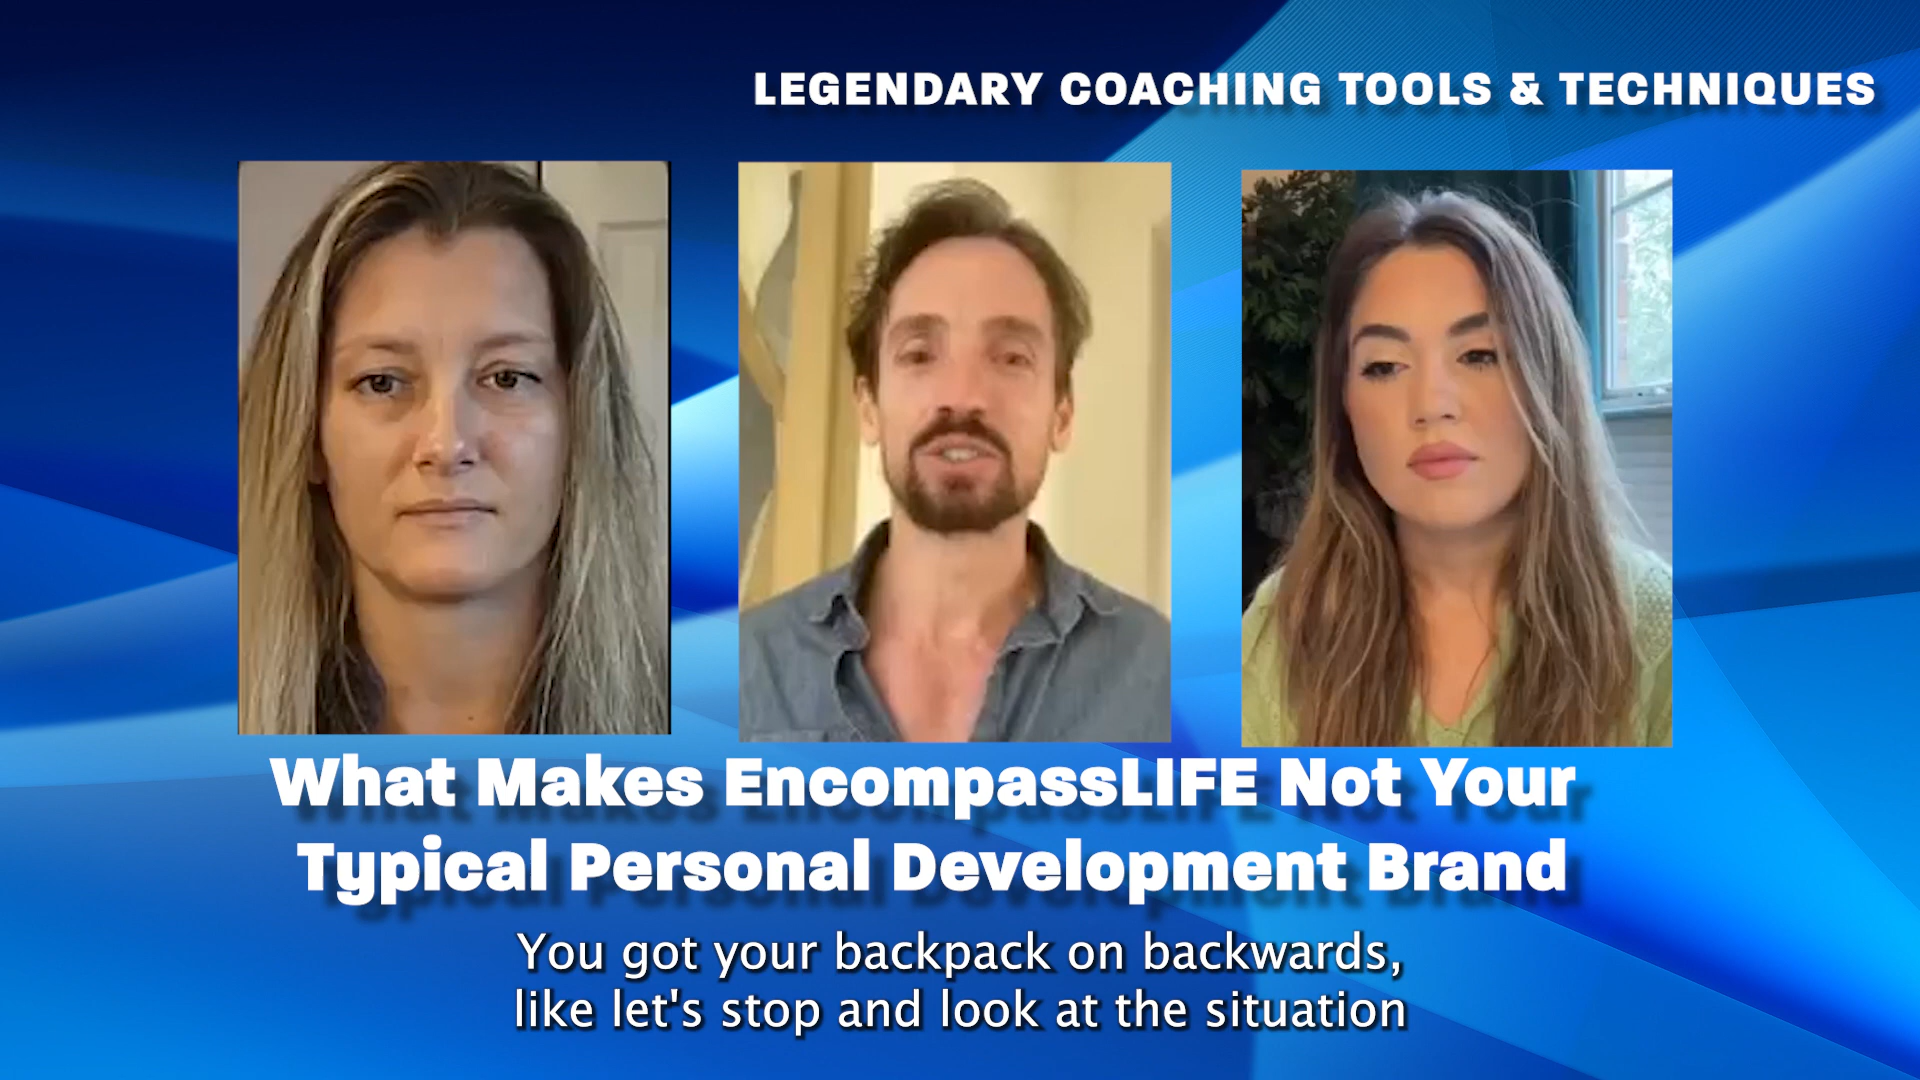 LEGENDARY COACHING TOOLS & TECHNIQUES
What Makes EncompassLIFE Not Your
Typical Personal Development Brand
You got your backpack on backwards,
like let's stop and look at the situation